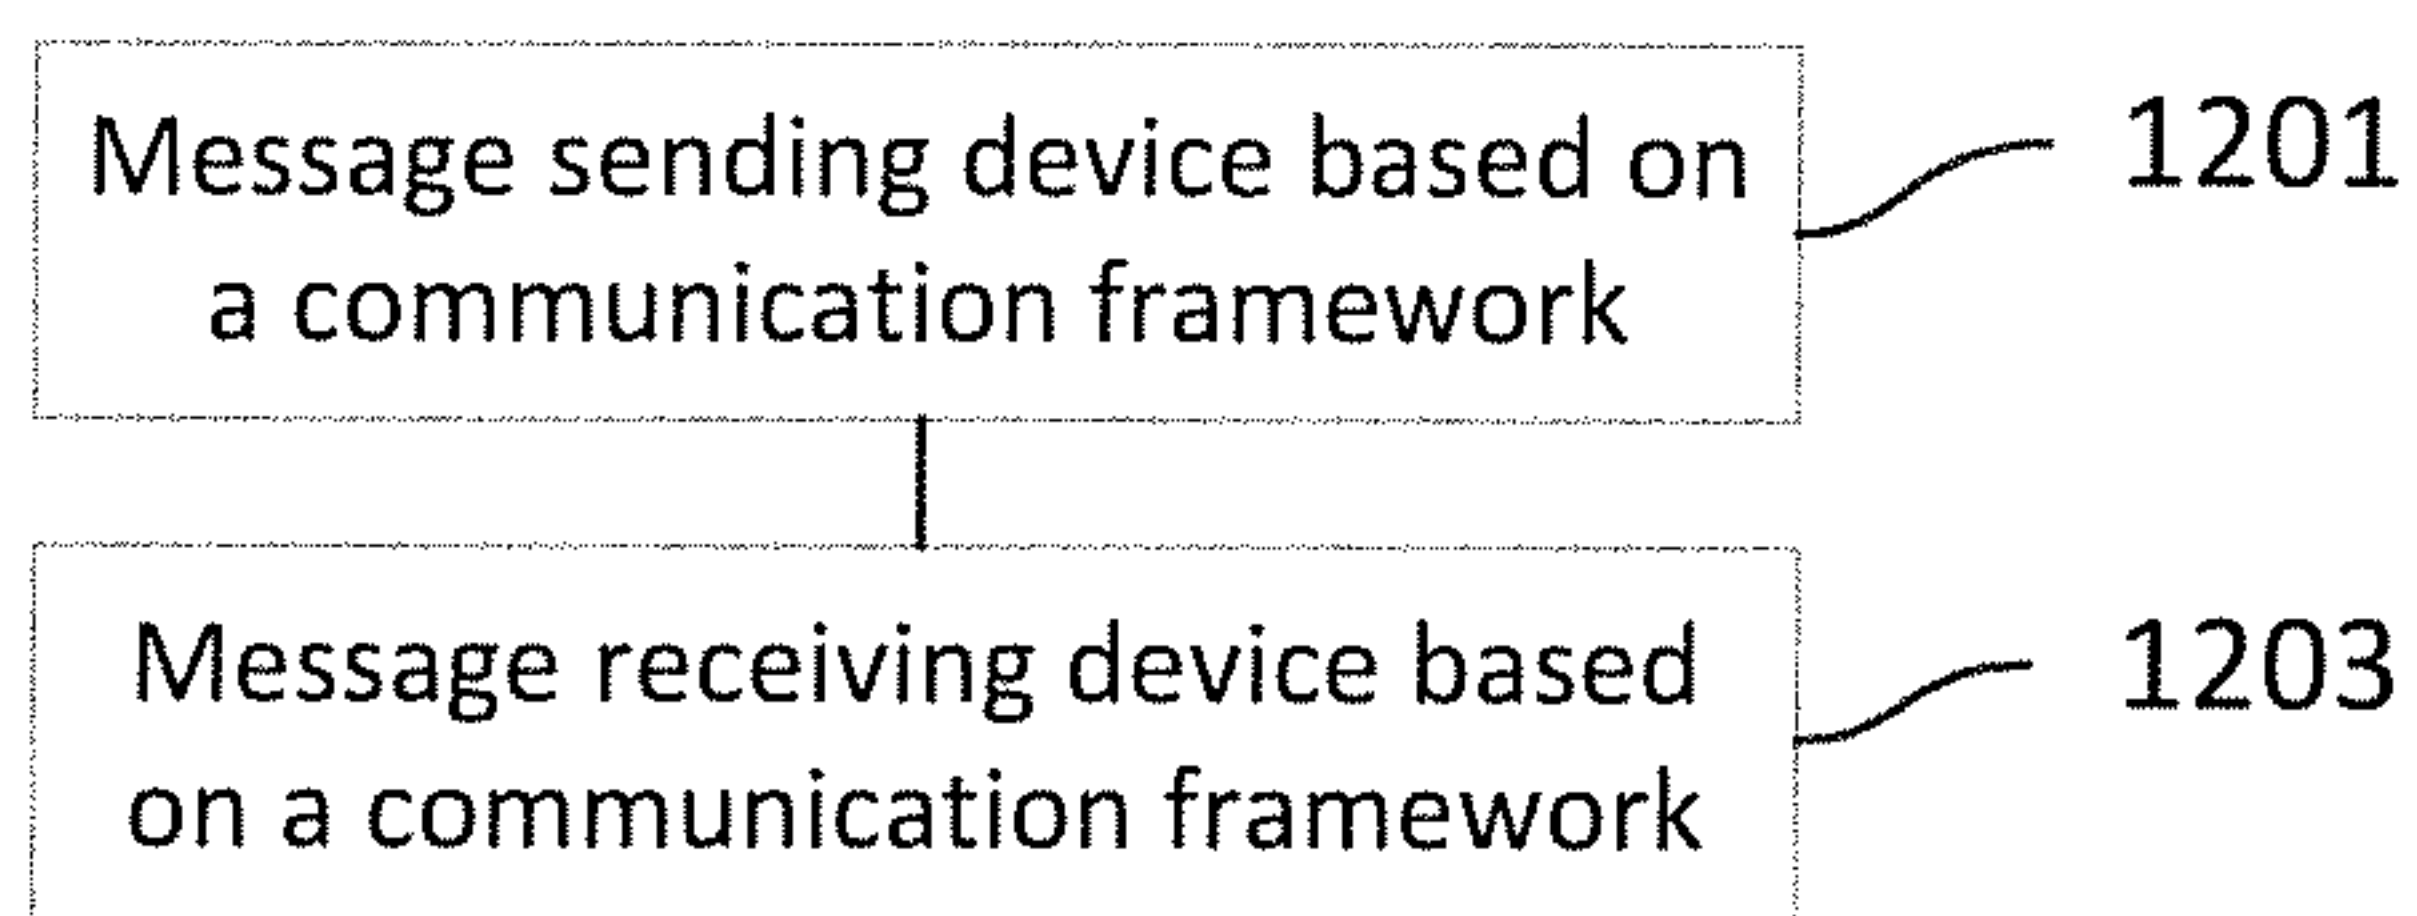 Message sending device based on
a communication framework
1201
Message receiving device based
on a communication framework
1203